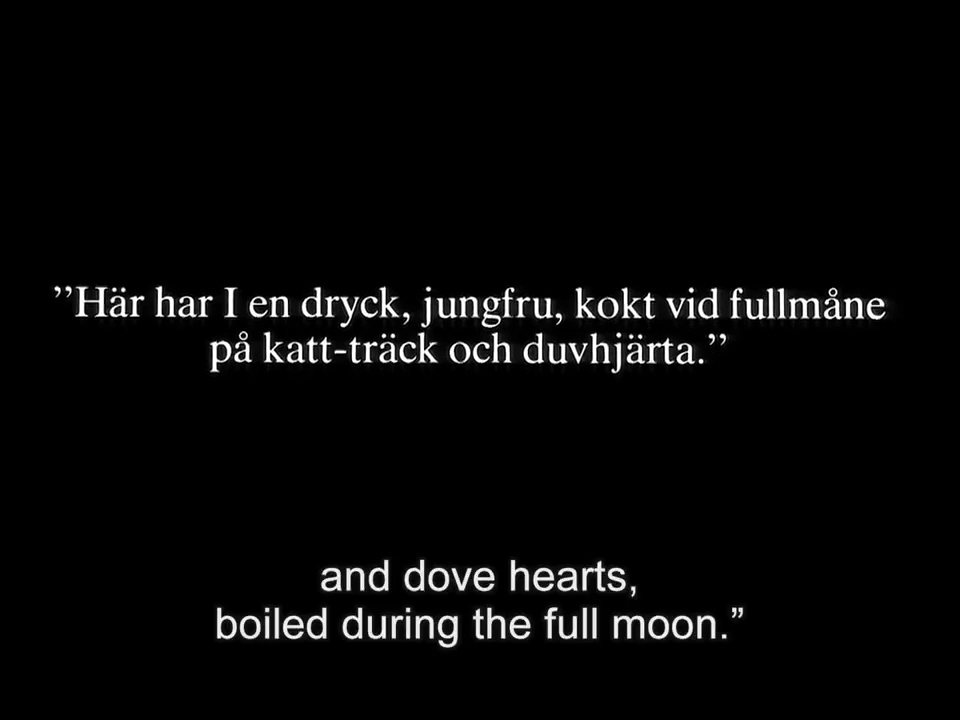 ”Här har I en dryck, jungfru, kokt vid fullmåne
på katt-träck och duvhjärta.”
and dove hearts,
boiled during the full moon.”